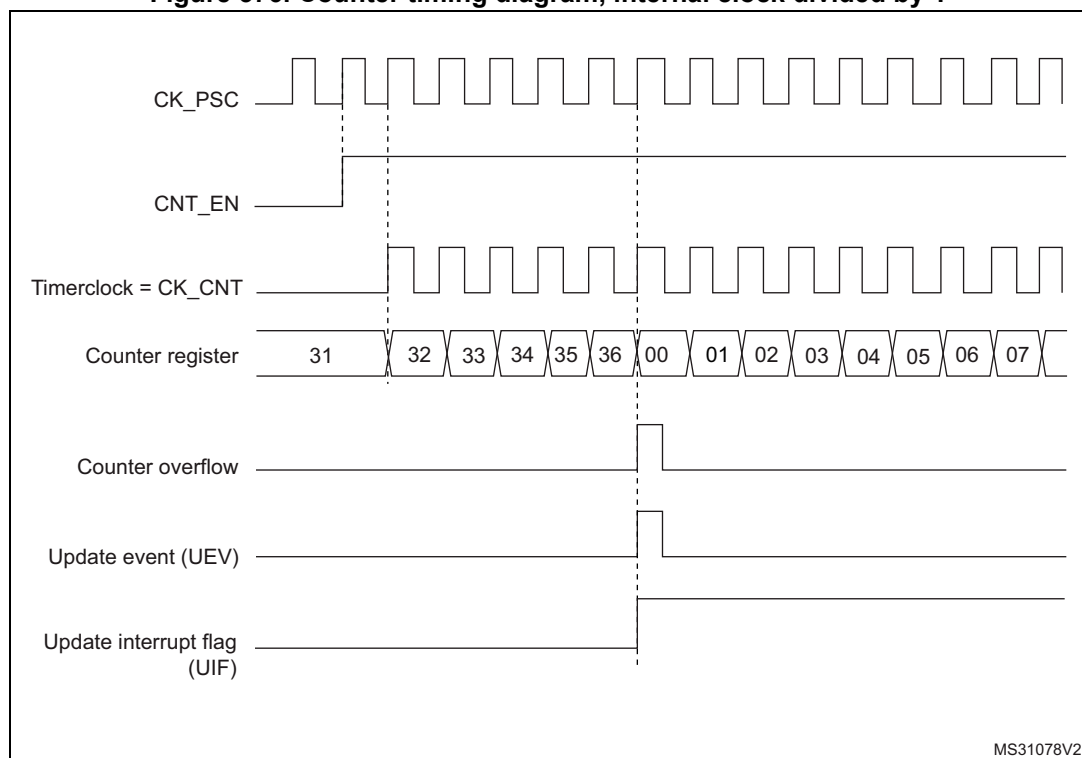 CK_PSC
CNT_EN
Timerclock = CK_CNT
Counter register 31 32 33 34 35 36 00 01 02 03 04 05 06 07
Counter overflow
Update event (UEV)
Update interrupt flag
(UIF)
MS31078V2